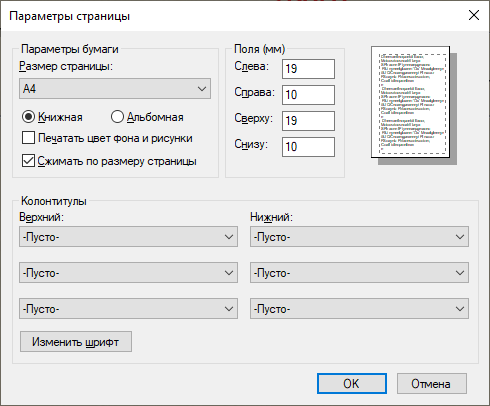 Параметры страницы
Параметры бумаги
Размер страницы:
A4
Книжная
Альбомная
Печатать цвет фона и рисунки
Сжимать по размеру страницы
Поля (мм)
Слева: 19
Справа: 10
Сверху: 19
Снизу: 10
Колонтитулы
Верхний:
Нижний:
-Пусто-
-Пусто-
-Пусто-
-Пусто-
-Пусто-
-Пусто-
Изменить шрифт
OK
Отмена